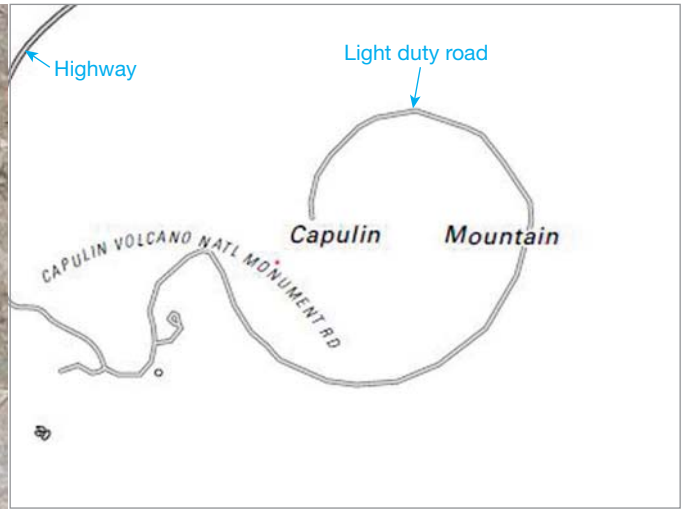 Light duty road
Highway
Capulin Mountain
CAPULIN VOLCANO NATL MONUMENT RD